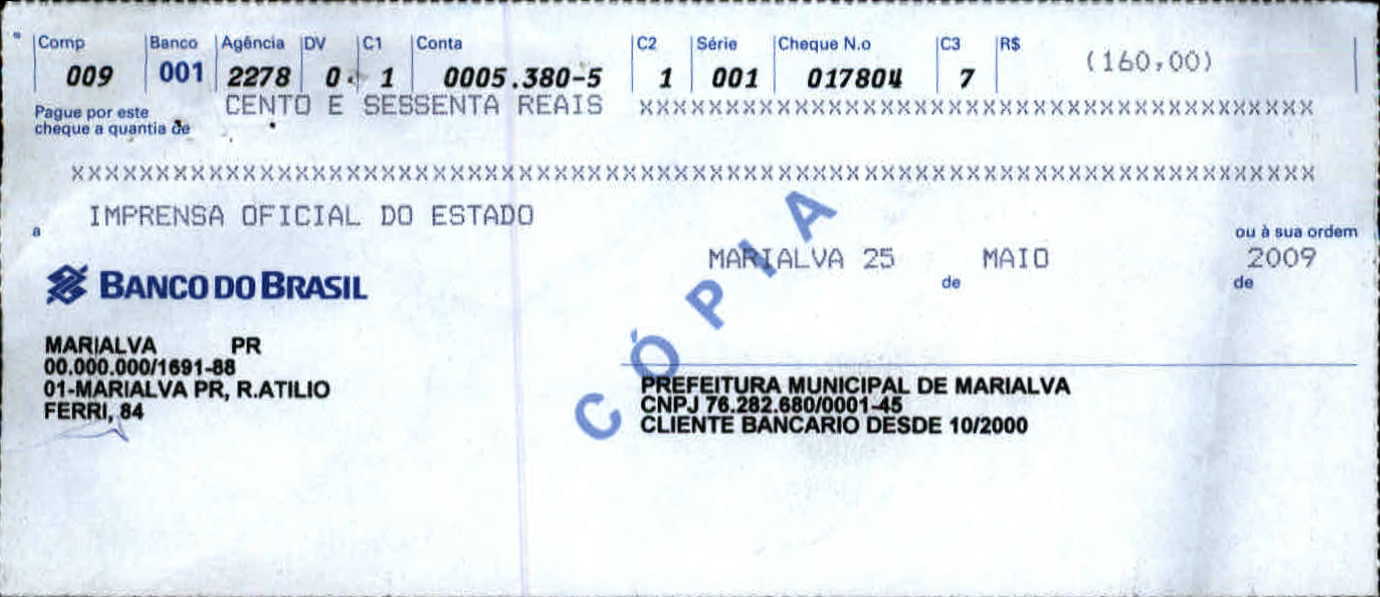 Comp Banco Agência DV C1 Conta C2 Série Cheque N.o C3 R$ (160,00)
009 001 2278 0 1 0005.380-5 1 001 017804 7
Pague por este cheque a quantia de CENTO E SESSENTA REAIS XXXXXXXXXXXXXXXXXXXXXXXXXXXXXXXXXXXXXXX
XXXXXXXXXXXXXXXXXXXXXXXXXXXXXXXXXXXXXXXXXXXXXXXXXXXXXXXXXXXXXXXXXXXXXXXX
a IMPRENSA OFICIAL DO ESTADO ou à sua ordem
MARIALVA 25 de MAIO de 2009
BANCO DO BRASIL
CÓPIA
MARIALVA PR
00.000.000/1691-88
01-MARIALVA PR, R.ATILIO
FERRI, 84
PREFEITURA MUNICIPAL DE MARIALVA
CNPJ 76.282.680/0001-45
CLIENTE BANCARIO DESDE 10/2000